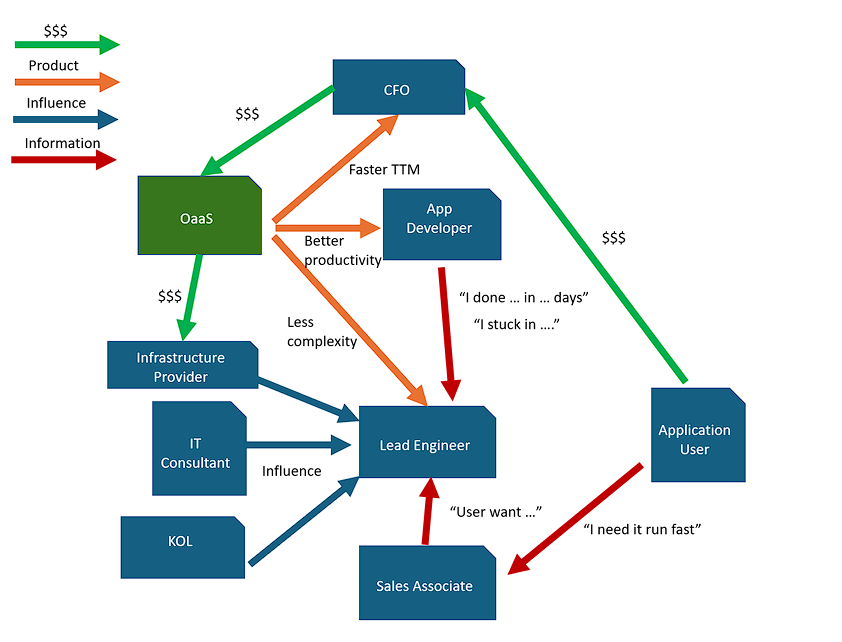 $$$
Product
Influence
Information
CFO
$$$
Faster TTM
OaaS
App
Developer
Better
productivity
$$$
$$$
“I done ... in ... days”
“I stuck in ....”
Less
complexity
Infrastructure
Provider
IT
Consultant
Influence
Lead Engineer
Application
User
KOL
“User want ...”
“I need it run fast”
Sales Associate